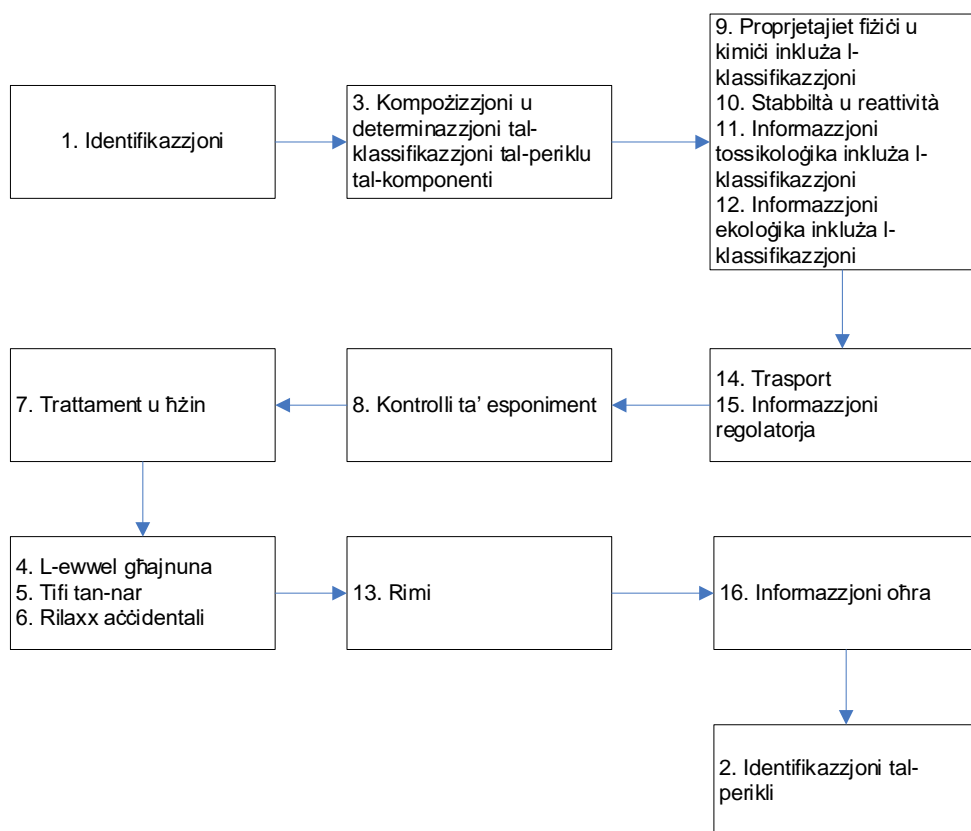 1. Identifikazzjoni
3. Kompożizzjoni u
determinazzjoni tal-
klassifikazzjoni tal-periklu
tal-komponenti
9. Proprjetajiet fiżiċi u
kimiċi inkluża l-
klassifikazzjoni
10. Stabbiltà u reattività
11. Informazzjoni
tossikoloġika inkluża l-
klassifikazzjoni
12. Informazzjoni
ekoloġika inkluża l-
klassifikazzjoni
14. Trasport
15. Informazzjoni
regolatorja
8. Kontrolli ta’ esponiment
7. Trattament u ħżin
4. L-ewwel għajnuna
5. Tifi tan-nar
6. Rilaxx aċċidentali
13. Rimi
16. Informazzjoni oħra
2. Identifikazzjoni tal-
perikli